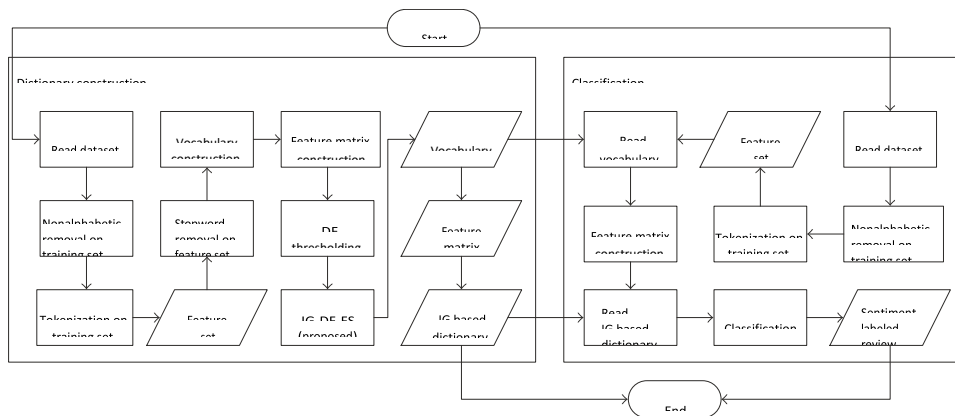 Start
Dictionary construction
Classification
Read dataset
Vocabulary
construction
Feature matrix
construction
Vocabulary
Read
vocabulary
Feature
set
Read dataset
Nonalphabetic
removal on
training set
Stopword
removal on
feature set
DF
thresholding
Feature
matrix
Feature matrix
construction
Tokenization on
training set
Nonalphabetic
removal on
training set
Tokenization on
training set
Feature
set
IG-DF-FS
(proposed)
IG based
dictionary
Read
IG based
dictionary
Classification
Sentiment
labeled
review
End